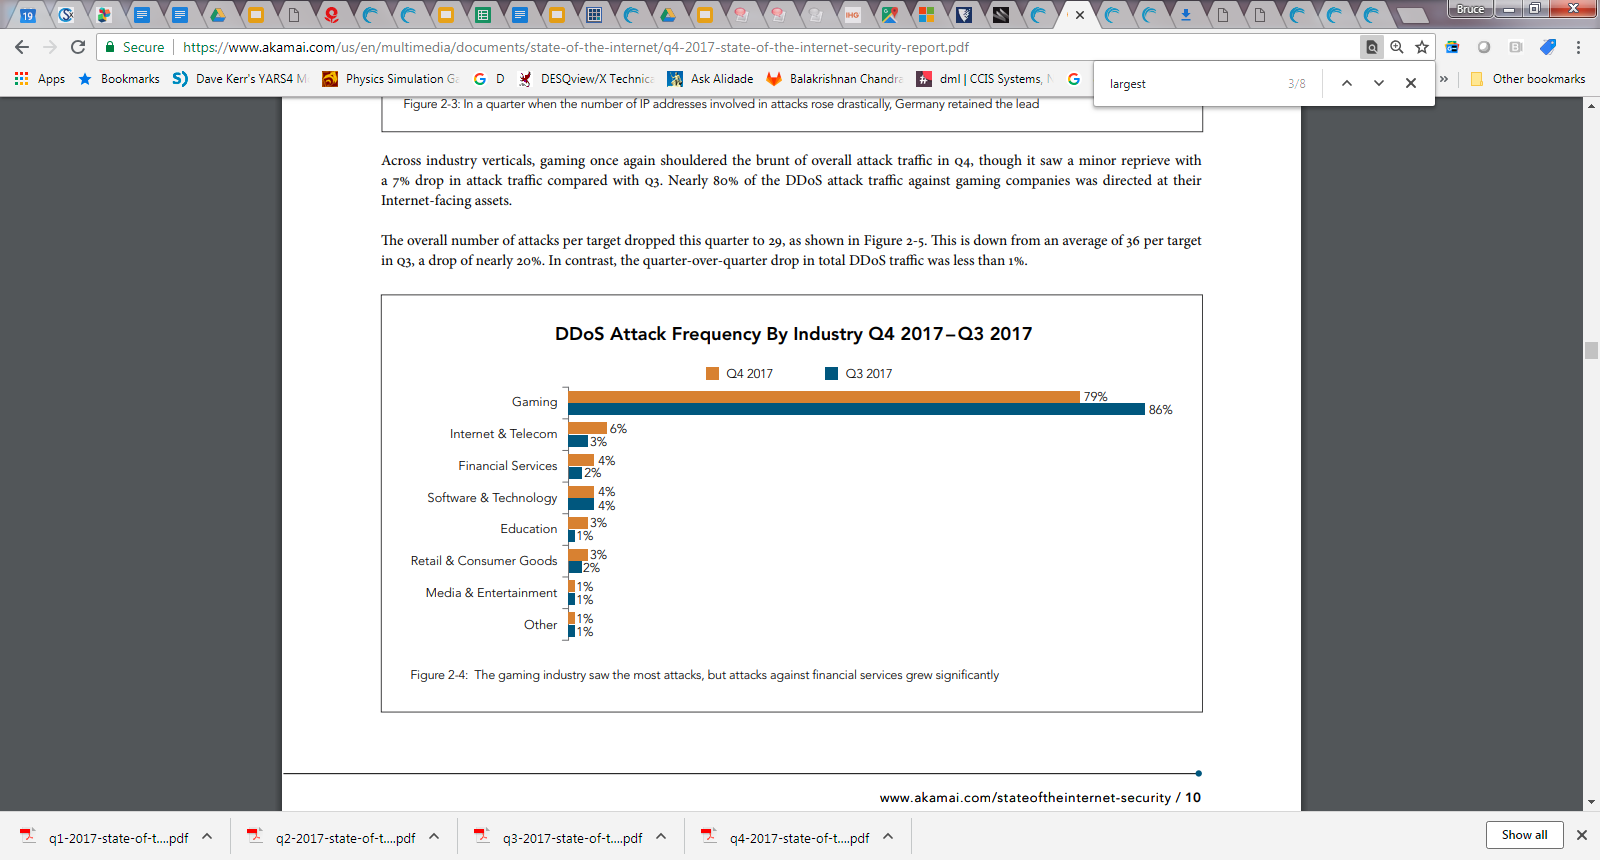 19
Bruce
Secure
https://www.akamai.com/us/en/multimedia/documents/state-of-the-internet/q4-2017-state-of-the-internet-security-report.pdf
Apps
Bookmarks
Dave Kerr's YARS4 M
Physics Simulation G
G D
DESQview/X Technica
Ask Alidade
Balakrishnan Chandra
dml | CCIS Systems, N
G
»
Other bookmarks
largest
3/8
Figure 2-3: In a quarter when the number of IP addresses involved in attacks rose drastically, Germany retained the lead
Across industry verticals, gaming once again shouldered the brunt of overall attack traffic in Q4, though it saw a minor reprieve with
a 7% drop in attack traffic compared with Q3. Nearly 80% of the DDoS attack traffic against gaming companies was directed at their
Internet-facing assets.
The overall number of attacks per target dropped this quarter to 29, as shown in Figure 2-5. This is down from an average of 36 per target
in Q3, a drop of nearly 20%. In contrast, the quarter-over-quarter drop in total DDoS traffic was less than 1%.
DDoS Attack Frequency By Industry Q4 2017–Q3 2017
Q4 2017
Q3 2017
Gaming
79%
86%
Internet & Telecom
6%
3%
Financial Services
4%
2%
Software & Technology
4%
4%
Education
3%
1%
Retail & Consumer Goods
3%
2%
Media & Entertainment
1%
1%
Other
1%
1%
Figure 2-4: The gaming industry saw the most attacks, but attacks against financial services grew significantly
www.akamai.com/stateoftheinternet-security / 10
q1-2017-state-of-t....pdf
q2-2017-state-of-t....pdf
q3-2017-state-of-t....pdf
q4-2017-state-of-t....pdf
Show all